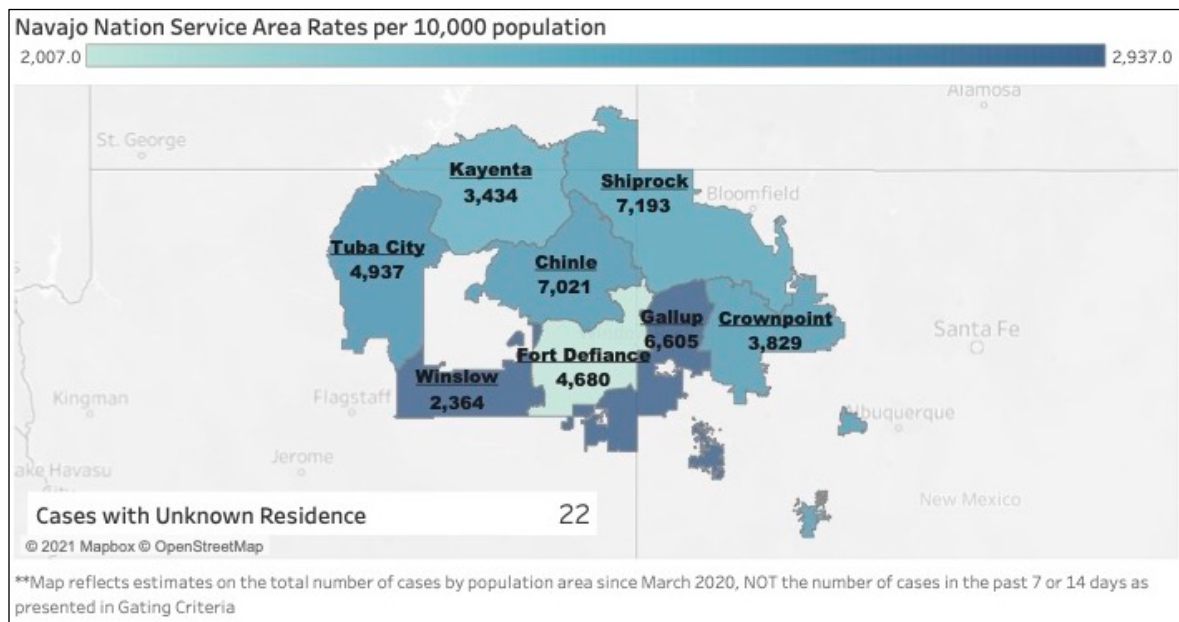 Navajo Nation Service Area Rates per 10,000 population
2,007.0
2,937.0
Alamosa
St. George
Kayenta
3,434
Shiprock
7,193
Bloomfield
Tuba City
4,937
Chinle
7,021
Gallup
6,605
Crownpoint
3,829
Santa Fe
Fort Defiance
4,680
Winslow
2,364
Kingman
Flagstaff
Albuquerque
Jerome
ake Havasu
City
New Mexico
Cases with Unknown Residence 22
© 2021 Mapbox © OpenStreetMap
**Map reflects estimates on the total number of cases by population area since March 2020, NOT the number of cases in the past 7 or 14 days as
presented in Gating Criteria